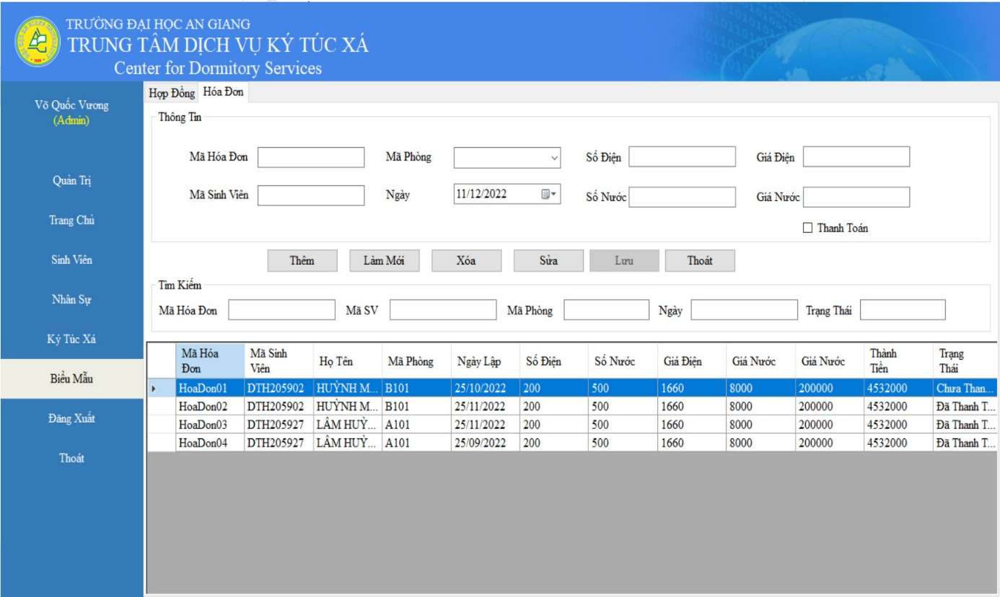 TRƯỜNG ĐẠI HỌC AN GIANG
TRUNG TÂM DỊCH VỤ KÝ TÚC XÁ
Center for Dormitory Services
Võ Quốc Vương
(Admin)
Quản Trị
Trang Chủ
Sinh Viên
Nhân Sự
Ký Túc Xá
Biểu Mẫu
Đăng Xuất
Thoát
Hợp Đồng Hóa Đơn
Thông Tin
Mã Hóa Đơn Mã Phòng Số Điện Giá Điện
Mã Sinh Viên Ngày 11/12/2022 Số Nước Giá Nước
Thanh Toán
Thêm Làm Mới Xóa Sửa Lưu Thoát
Tìm Kiếm
Mã Hóa Đơn Mã SV Mã Phòng Ngày Trạng Thái
Mã Hóa Đơn Mã Sinh Viên Họ Tên Mã Phòng Ngày Lập Số Điện Số Nước Giá Điện Giá Nước Giá Nước Thành Tiền Trạng Thái
HoaDon01 DTH205902 HUỲNH M... B101 25/10/2022 200 500 1660 8000 200000 4532000 Chưa Than...
HoaDon02 DTH205902 HUỲNH M... B101 25/11/2022 200 500 1660 8000 200000 4532000 Đã Thanh T...
HoaDon03 DTH205927 LÂM HUỲ... A101 25/11/2022 200 500 1660 8000 200000 4532000 Đã Thanh T...
HoaDon04 DTH205927 LÂM HUỲ... A101 25/09/2022 200 500 1660 8000 200000 4532000 Đã Thanh T...